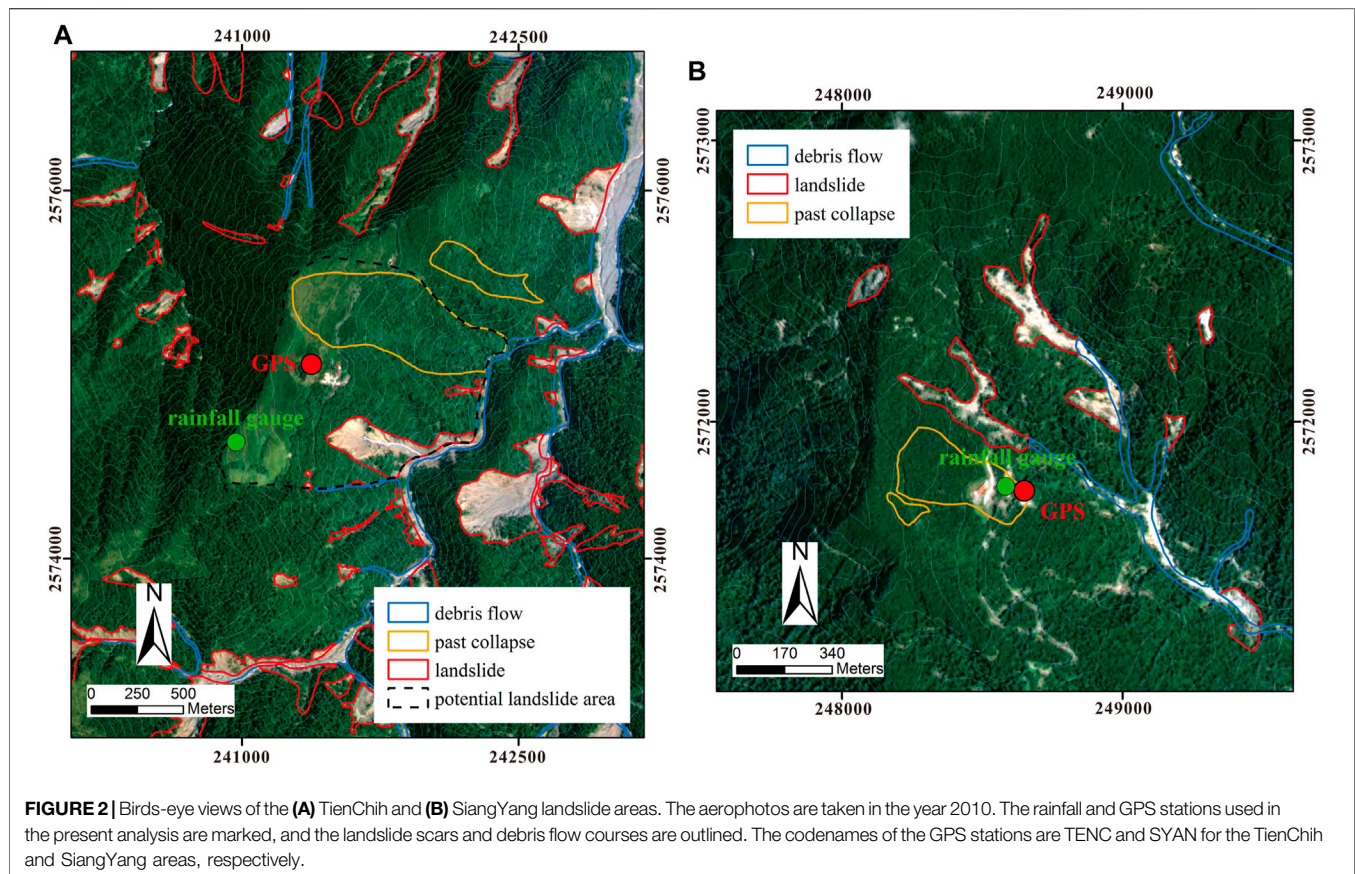 A
241000
242500
2576000
2576000
GPS
rainfall gauge
2574000
2574000
N
0 250 500
Meters
debris flow
past collapse
landslide
potential landslide area
241000
242500
B
248000
249000
2573000
2573000
debris flow
landslide
past collapse
2572000
2572000
rainfall gauge
GPS
N
0 170 340
Meters
248000
249000
FIGURE 2 | Birds-eye views of the (A) TienChih and (B) SiangYang landslide areas. The aerophotos are taken in the year 2010. The rainfall and GPS stations used in
the present analysis are marked, and the landslide scars and debris flow courses are outlined. The codenames of the GPS stations are TENC and SYAN for the TienChih
and SiangYang areas, respectively.